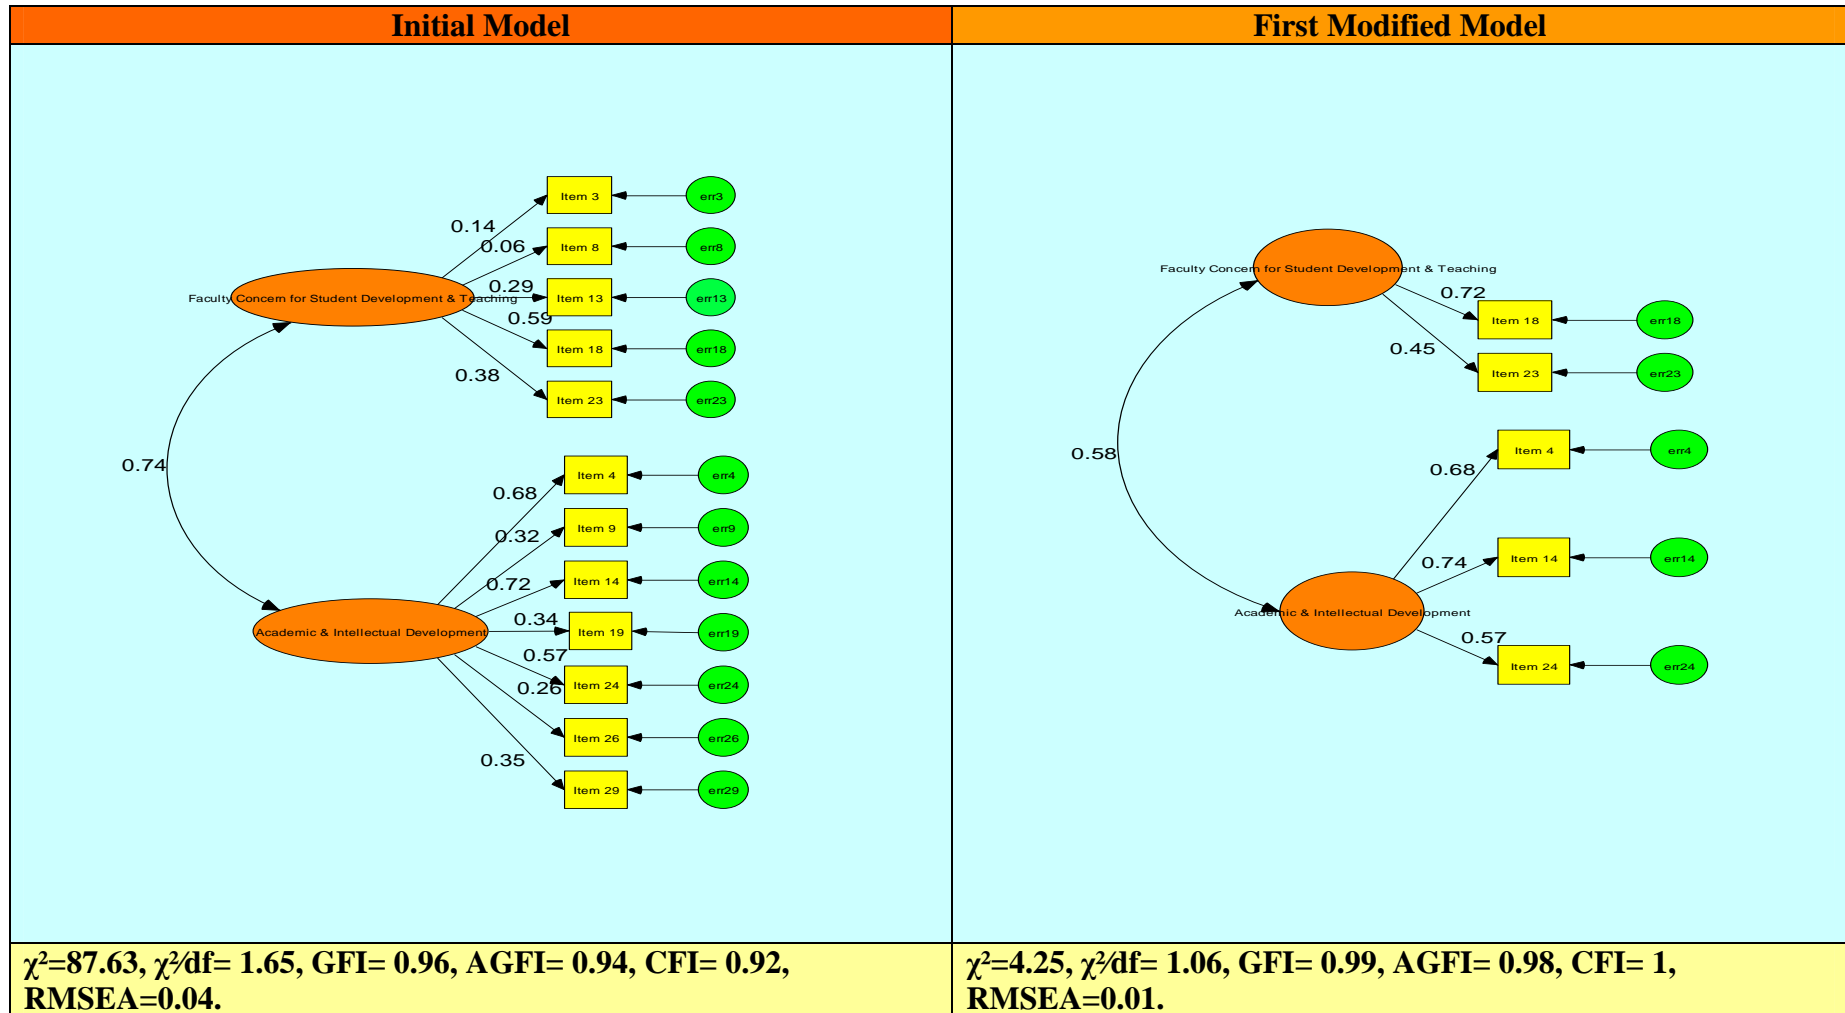 Initial Model
First Modified Model
Item 3
err3
0.14
Item 8
err8
0.06
Faculty Concern for Student Development & Teaching
0.29
Item 13
err13
0.59
Item 18
err18
0.38
Item 23
err23
0.74
Item 4
err4
0.68
Item 9
err9
0.32
Item 14
err14
0.72
Academic & Intellectual Development
0.34
Item 19
err19
0.57
Item 24
err24
0.26
Item 26
err26
0.35
Item 29
err29
Faculty Concern for Student Development & Teaching
0.72
Item 18
err18
0.45
Item 23
err23
0.58
Item 4
err4
0.68
Item 14
err14
0.74
Academic & Intellectual Development
0.57
Item 24
err24
χ²=87.63, χ²/df= 1.65, GFI= 0.96, AGFI= 0.94, CFI= 0.92,
RMSEA=0.04.
χ²=4.25, χ²/df= 1.06, GFI= 0.99, AGFI= 0.98, CFI= 1,
RMSEA=0.01.